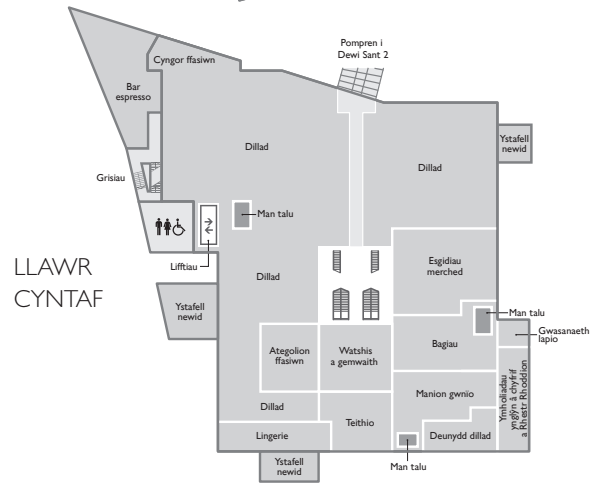 Pompren i
Dewi Sant 2
Cyngor ffasiwn
Bar
espresso
Dillad
Ystafell
newid
Dillad
Grisiau
Man talu
Lifftiau
Esgidiau
merched
Dillad
LLAWR
CYNTAF
Ystafell
newid
Man talu
Gwasanaeth
lapio
Ategolion
ffasiwn
Watshis
a gemwaith
Bagiau
Manion gwnïo
Ymholiadau
ynglŷn â chyfrif
a Rhestr Rhoddion
Dillad
Teithio
Lingerie
Deunydd dillad
Ystafell
newid
Man talu